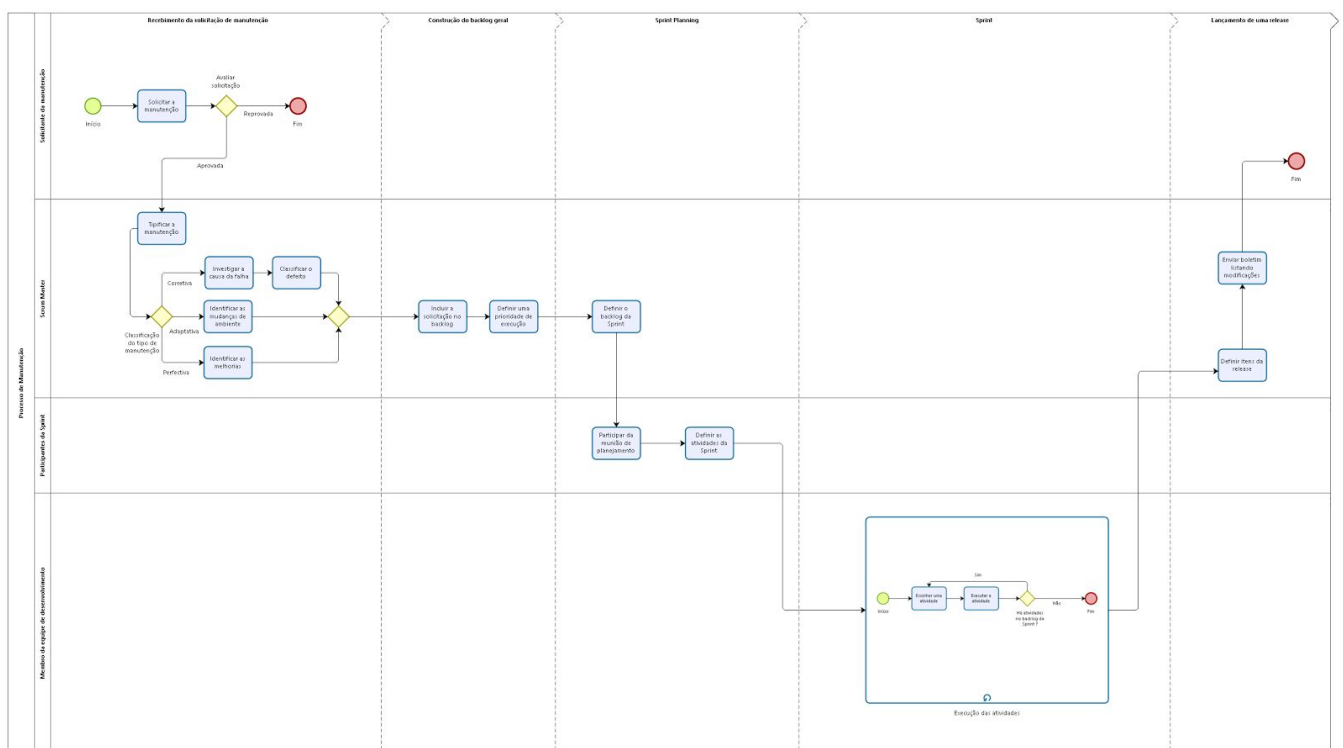 Recebimento da solicitação de manutenção
Construção do backlog geral
Sprint Planning
Sprint
Lançamento de uma release
Processo de Manutenção
Solicitante da manutenção
Início
Solicitar a
manutenção
Avaliar
solicitação
Reprovada
Fim
Aprovada
Fim
Scrum Master
Tipificar a
manutenção
Classificação
do tipo de
manutenção
Corretiva
Investigar a
causa da falha
Classificar o
defeito
Adaptativa
Identificar as
mudanças de
ambiente
Perfectiva
Identificar as
melhorias
Incluir a
solicitação no
backlog
Definir uma
prioridade de
execução
Definir o
backlog da
Sprint
Enviar boletim
listando
modificações
Definir itens da
release
Participantes da Sprint
Participar da
reunião de
planejamento
Definir as
atividades da
Sprint
Membro da equipe de desenvolvimento
Início
Escolher uma
atividade
Executar a
atividade
Sim
Há atividades
no backlog da
Sprint ?
Não
Fim
Execução das atividades